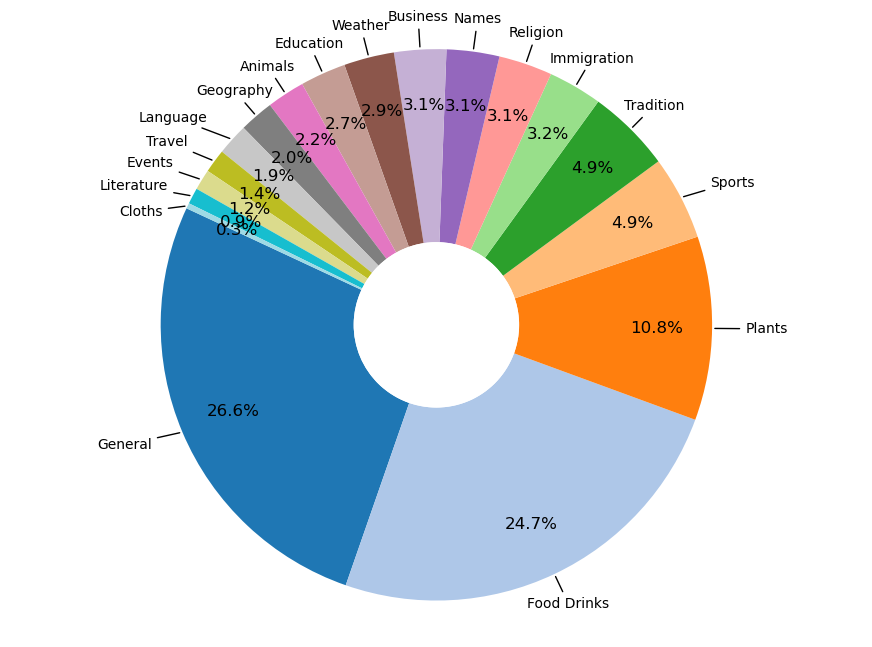 Business
Names
Weather
Religion
Education
Immigration
Animals
Geography
Tradition
Language
Travel
Events
Literature
Cloths
Sports
Plants
General
Food Drinks
3.1%
3.1%
2.9%
3.1%
2.7%
3.2%
2.2%
2.0%
4.9%
1.9%
1.4%
1.2%
0.9%
0.3%
4.9%
10.8%
26.6%
24.7%